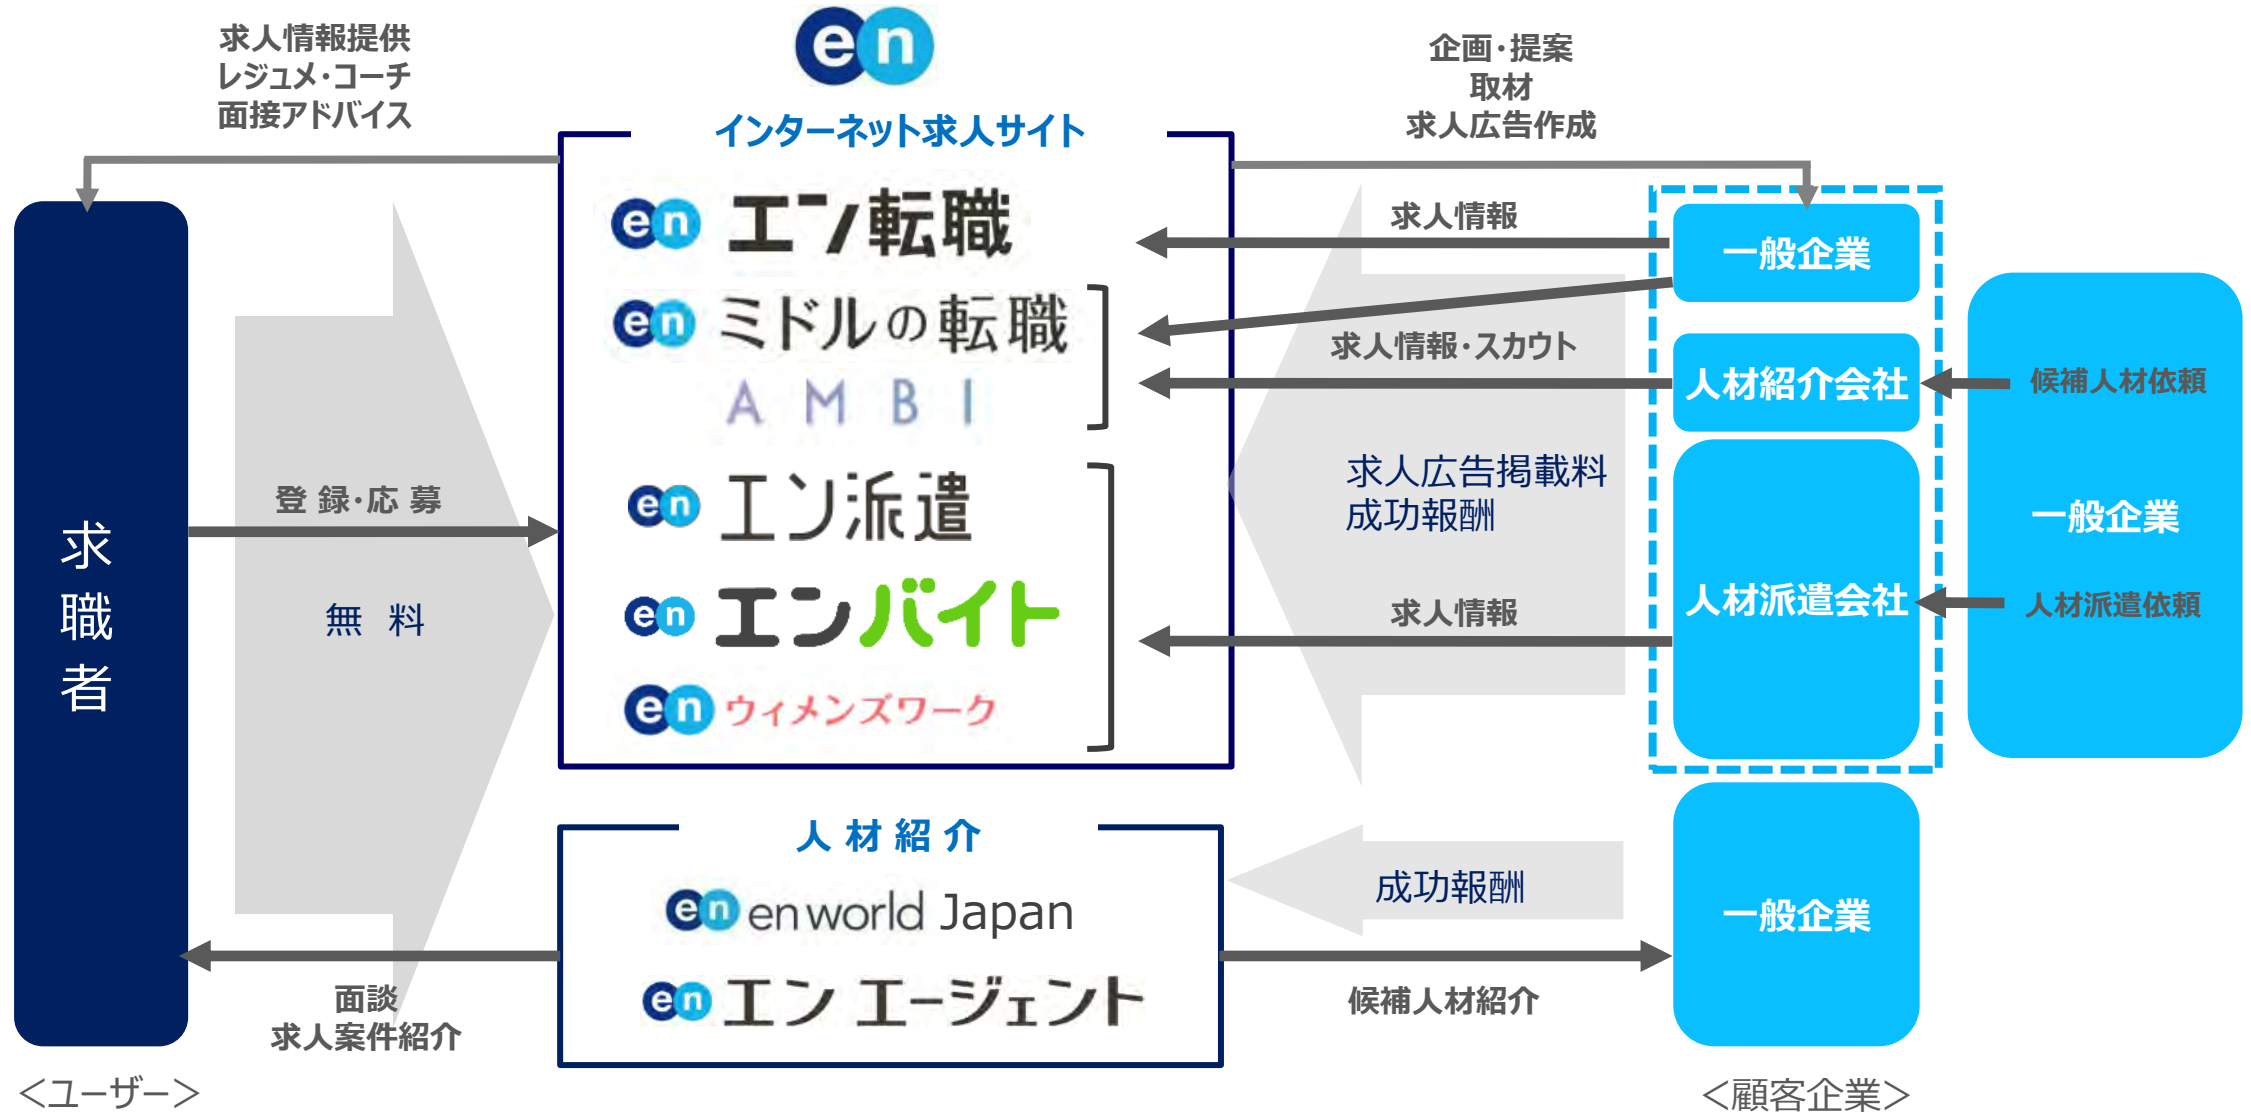 求人情報提供
レジュメ・コーチ
面接アドバイス
en
インターネット求人サイト
企画・提案
取材
求人広告作成
求職者
登録・応募
無料
en エン転職
en ミドルの転職
AMBI
en エン派遣
en エンバイト
en ウィメンズワーク
求人情報
求人情報・スカウト
求人広告掲載料
成功報酬
求人情報
一般企業
人材紹介会社
人材派遣会社
候補人材依頼
一般企業
人材派遣依頼
人材紹介
en en world Japan
en エン エージェント
面談
求人案件紹介
成功報酬
候補人材紹介
一般企業
＜ユーザー＞
＜顧客企業＞